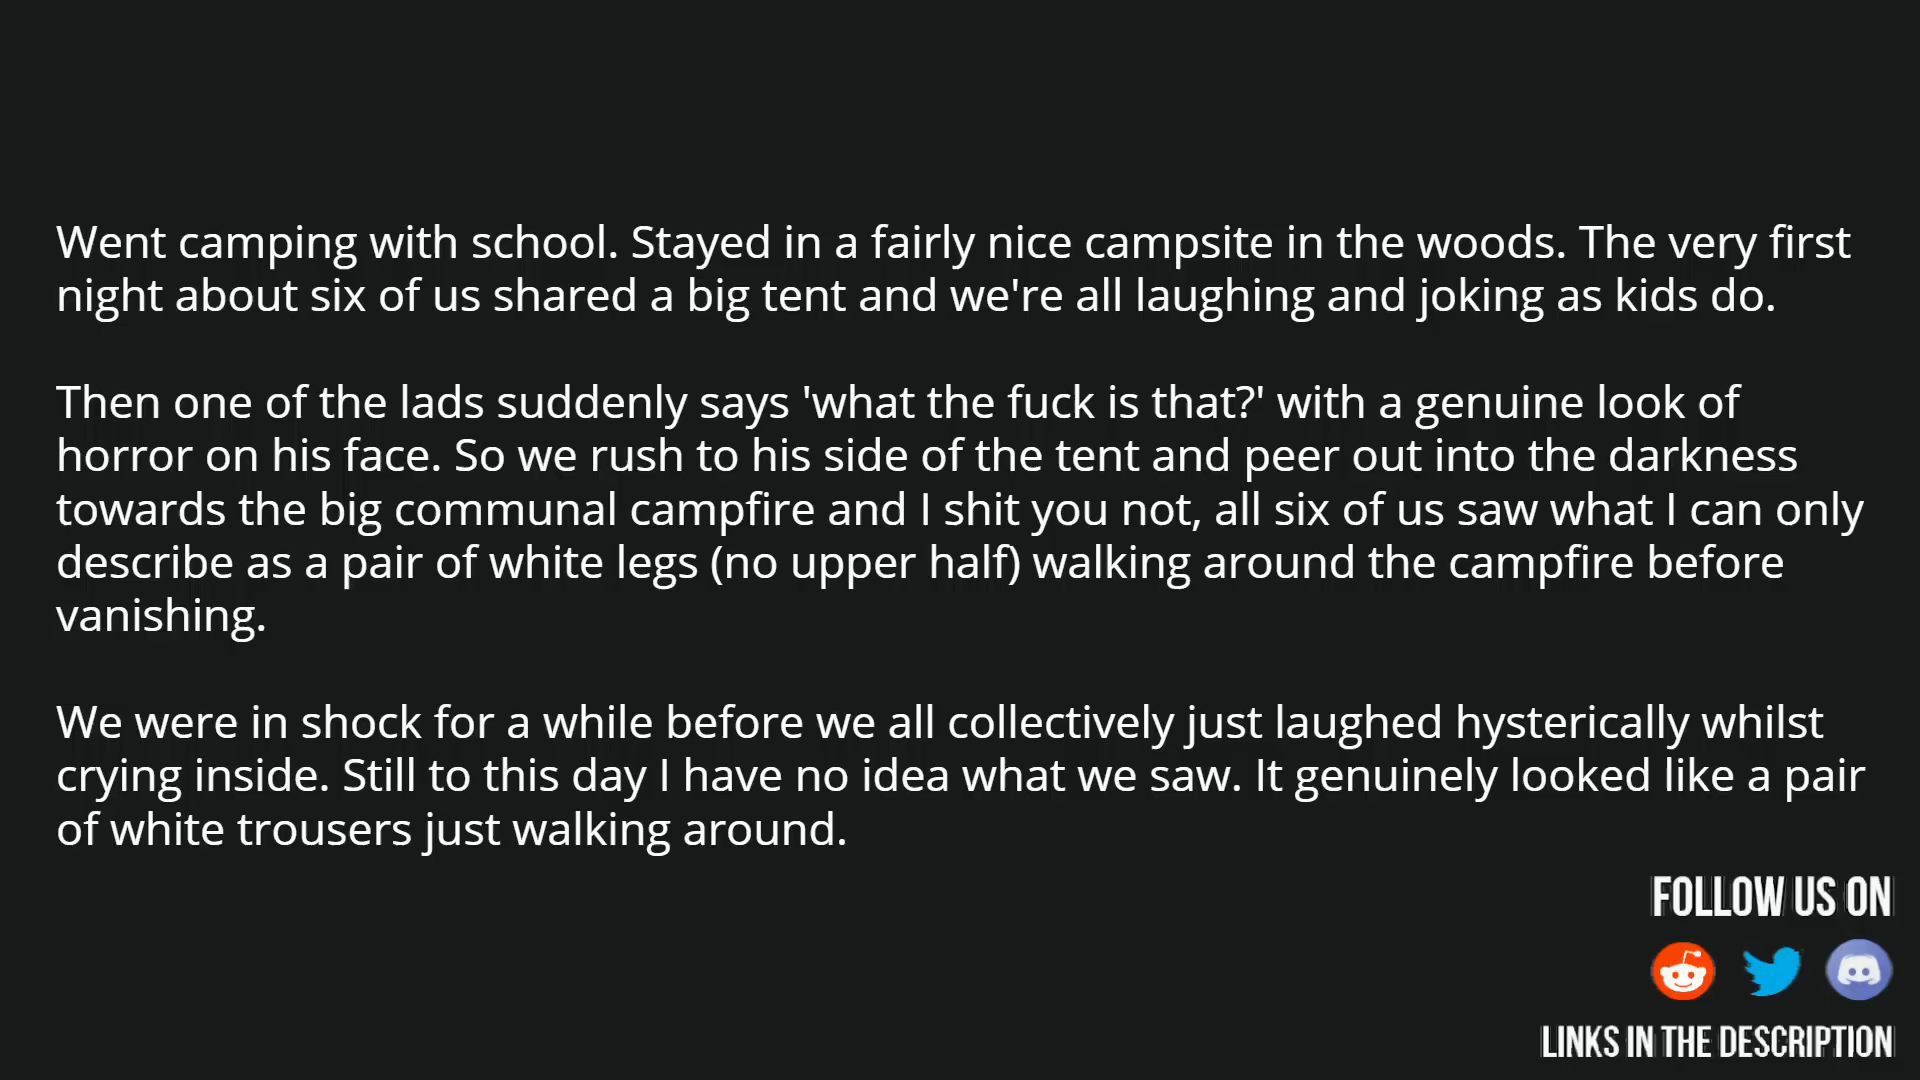 Went camping with school. Stayed in a fairly nice campsite in the woods. The very first
night about six of us shared a big tent and we're all laughing and joking as kids do.
Then one of the lads suddenly says 'what the fuck is that?' with a genuine look of
horror on his face. So we rush to his side of the tent and peer out into the darkness
towards the big communal campfire and I shit you not, all six of us saw what I can only
describe as a pair of white legs (no upper half) walking around the campfire before
vanishing.
We were in shock for a while before we all collectively just laughed hysterically whilst
crying inside. Still to this day I have no idea what we saw. It genuinely looked like a pair
of white trousers just walking around.
FOLLOW US ON
LINKS IN THE DESCRIPTION